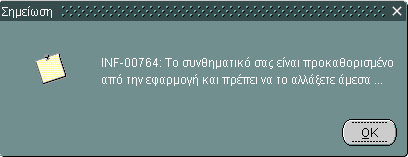 Σημείωση
INF-00764: Το συνθηματικό σας είναι προκαθορισμένο
από την εφαρμογή και πρέπει να το αλλάξετε άμεσα ...
OK